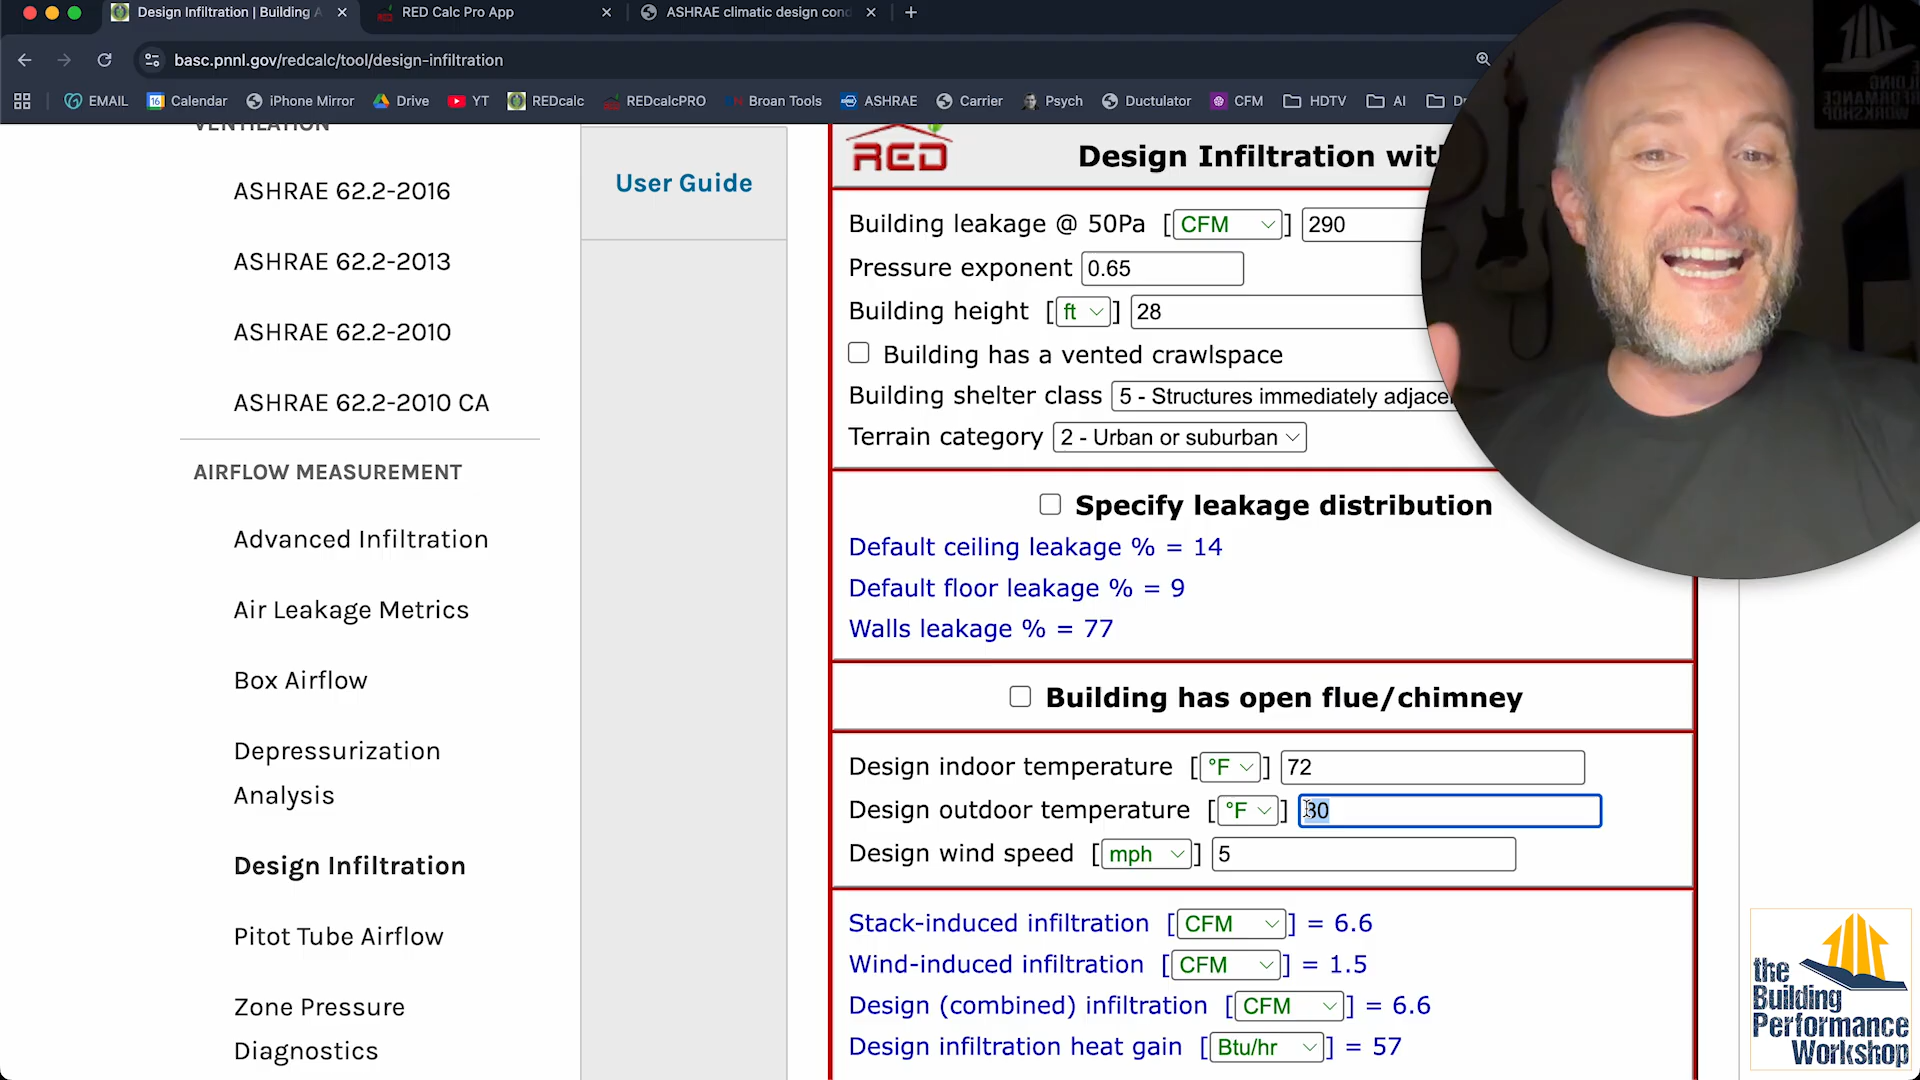 Design Infiltration | Building A
RED Calc Pro App
ASHRAE climatic design cond
basc.pnnl.gov/redcalc/tool/design-infiltration
EMAIL
Calendar
iPhone Mirror
Drive
YT
REDcalc
REDcalcPRO
Broan Tools
ASHRAE
Carrier
Psych
Ductulator
CFM
HDTV
AI
VENTILATION
ASHRAE 62.2-2016
ASHRAE 62.2-2013
ASHRAE 62.2-2010
ASHRAE 62.2-2010 CA
AIRFLOW MEASUREMENT
Advanced Infiltration
Air Leakage Metrics
Box Airflow
Depressurization
Analysis
Design Infiltration
Pitot Tube Airflow
Zone Pressure
Diagnostics
User Guide
RED
Design Infiltration wit
Building leakage @ 50Pa [CFM] 290
Pressure exponent 0.65
Building height [ft] 28
Building has a vented crawlspace
Building shelter class 5 - Structures immediately adjace
Terrain category 2 - Urban or suburban
Specify leakage distribution
Default ceiling leakage % = 14
Default floor leakage % = 9
Walls leakage % = 77
Building has open flue/chimney
Design indoor temperature [°F] 72
Design outdoor temperature [°F] 80
Design wind speed [mph] 5
Stack-induced infiltration [CFM] = 6.6
Wind-induced infiltration [CFM] = 1.5
Design (combined) infiltration [CFM] = 6.6
Design infiltration heat gain [Btu/hr] = 57
the
Building
Performance
Workshop